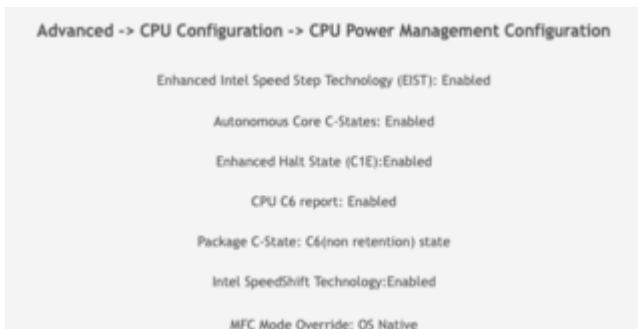 Advanced -> CPU Configuration -> CPU Power Management Configuration
Enhanced Intel Speed Step Technology (EIST): Enabled
Autonomous Core C-States: Enabled
Enhanced Halt State (C1E):Enabled
CPU C6 report: Enabled
Package C-State: C6(non retention) state
Intel SpeedShift Technology:Enabled
MFC Mode Override: OS Native